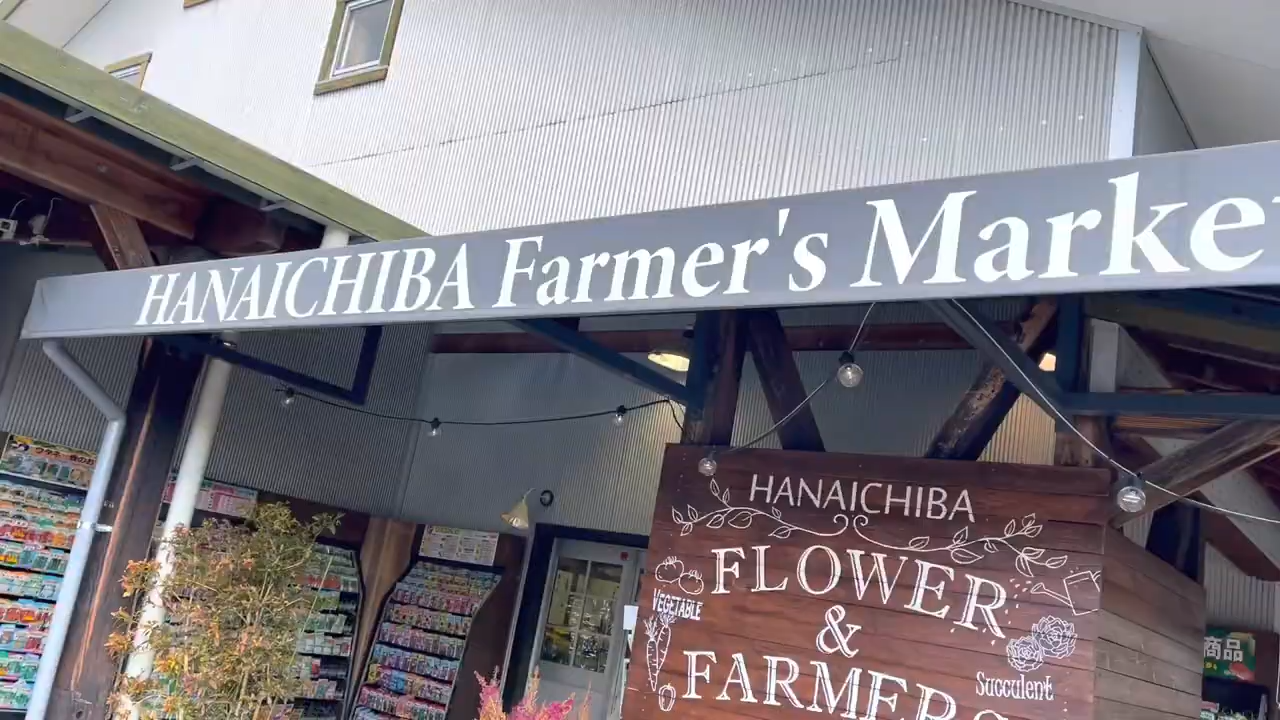 HANAICHIBA Farmer's Marke
HANAICHIBA
FLOWER
&
FARMERS
VEGETABLE
Succulent
商品